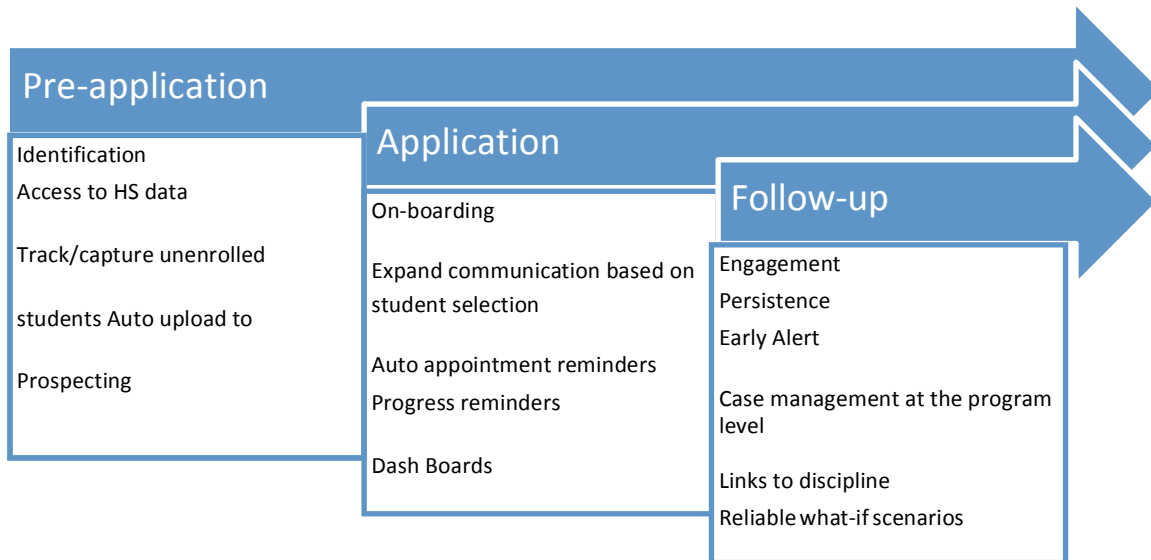 Pre-application
Identification
Access to HS data
Track/capture unenrolled
students Auto upload to
Prospecting
Application
On-boarding
Expand communication based on
student selection
Auto appointment reminders
Progress reminders
Dash Boards
Follow-up
Engagement
Persistence
Early Alert
Case management at the program
level
Links to discipline
Reliable what-if scenarios